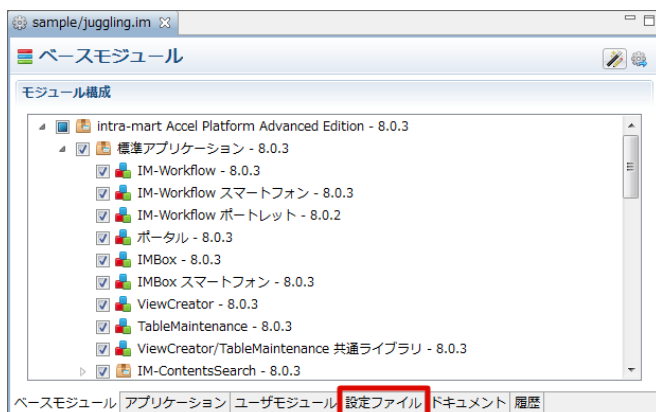 sample/juggling.im
ベースモジュール
モジュール構成
intra-mart Accel Platform Advanced Edition - 8.0.3
標準アプリケーション - 8.0.3
IM-Workflow - 8.0.3
IM-Workflow スマートフォン - 8.0.3
IM-Workflow ポートレット - 8.0.2
ポータル - 8.0.3
IMBox - 8.0.3
IMBox スマートフォン - 8.0.3
ViewCreator - 8.0.3
TableMaintenance - 8.0.3
ViewCreator/TableMaintenance 共通ライブラリ - 8.0.3
IM-ContentsSearch - 8.0.3
ベースモジュール アプリケーション ユーザモジュール 設定ファイル ドキュメント 履歴